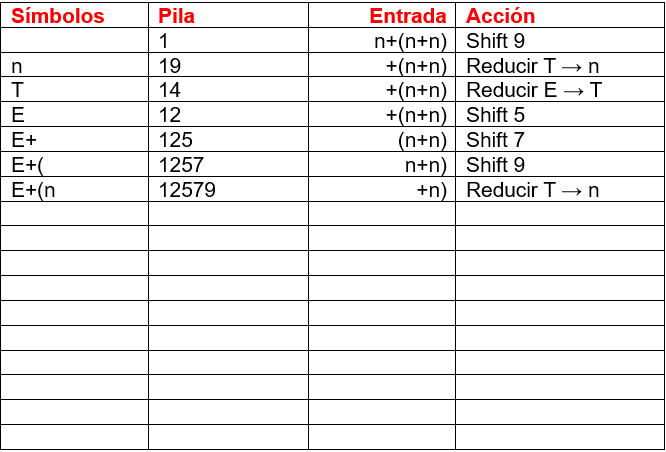 Símbolos Pila Entrada Acción
1 n+(n+n) Shift 9
n 19 +(n+n) Reducir T → n
T 14 +(n+n) Reducir E → T
E 12 +(n+n) Shift 5
E+ 125 (n+n) Shift 7
E+( 1257 n+n) Shift 9
E+(n 12579 +n) Reducir T → n